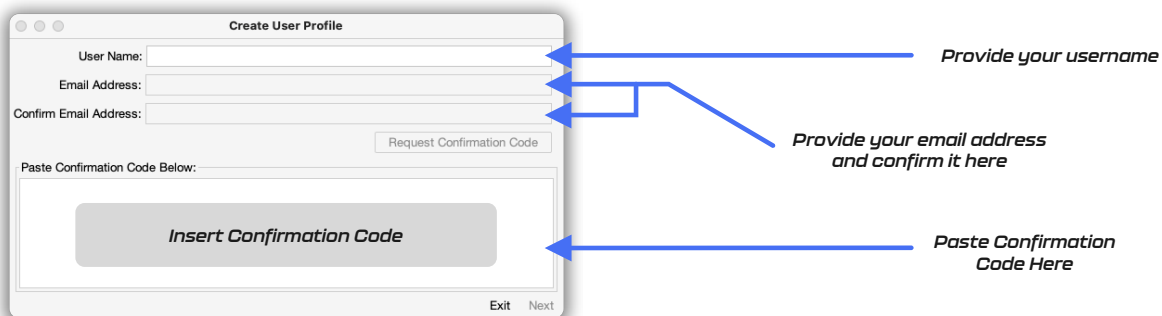 Create User Profile
User Name:
Provide your username
Email Address:
Confirm Email Address:
Provide your email address
and confirm it here
Request Confirmation Code
Paste Confirmation Code Below:
Insert Confirmation Code
Paste Confirmation
Code Here
Exit
Next